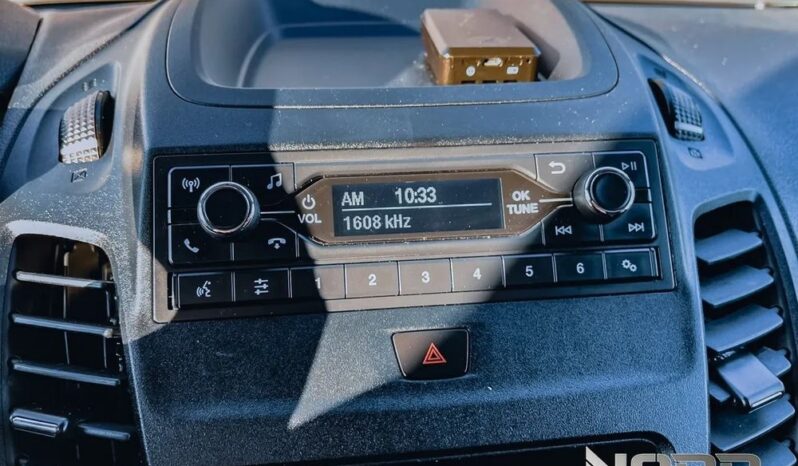 AM 10:33
1608 kHz
VOL
OK
TUNE
1 2 3 4 5 6